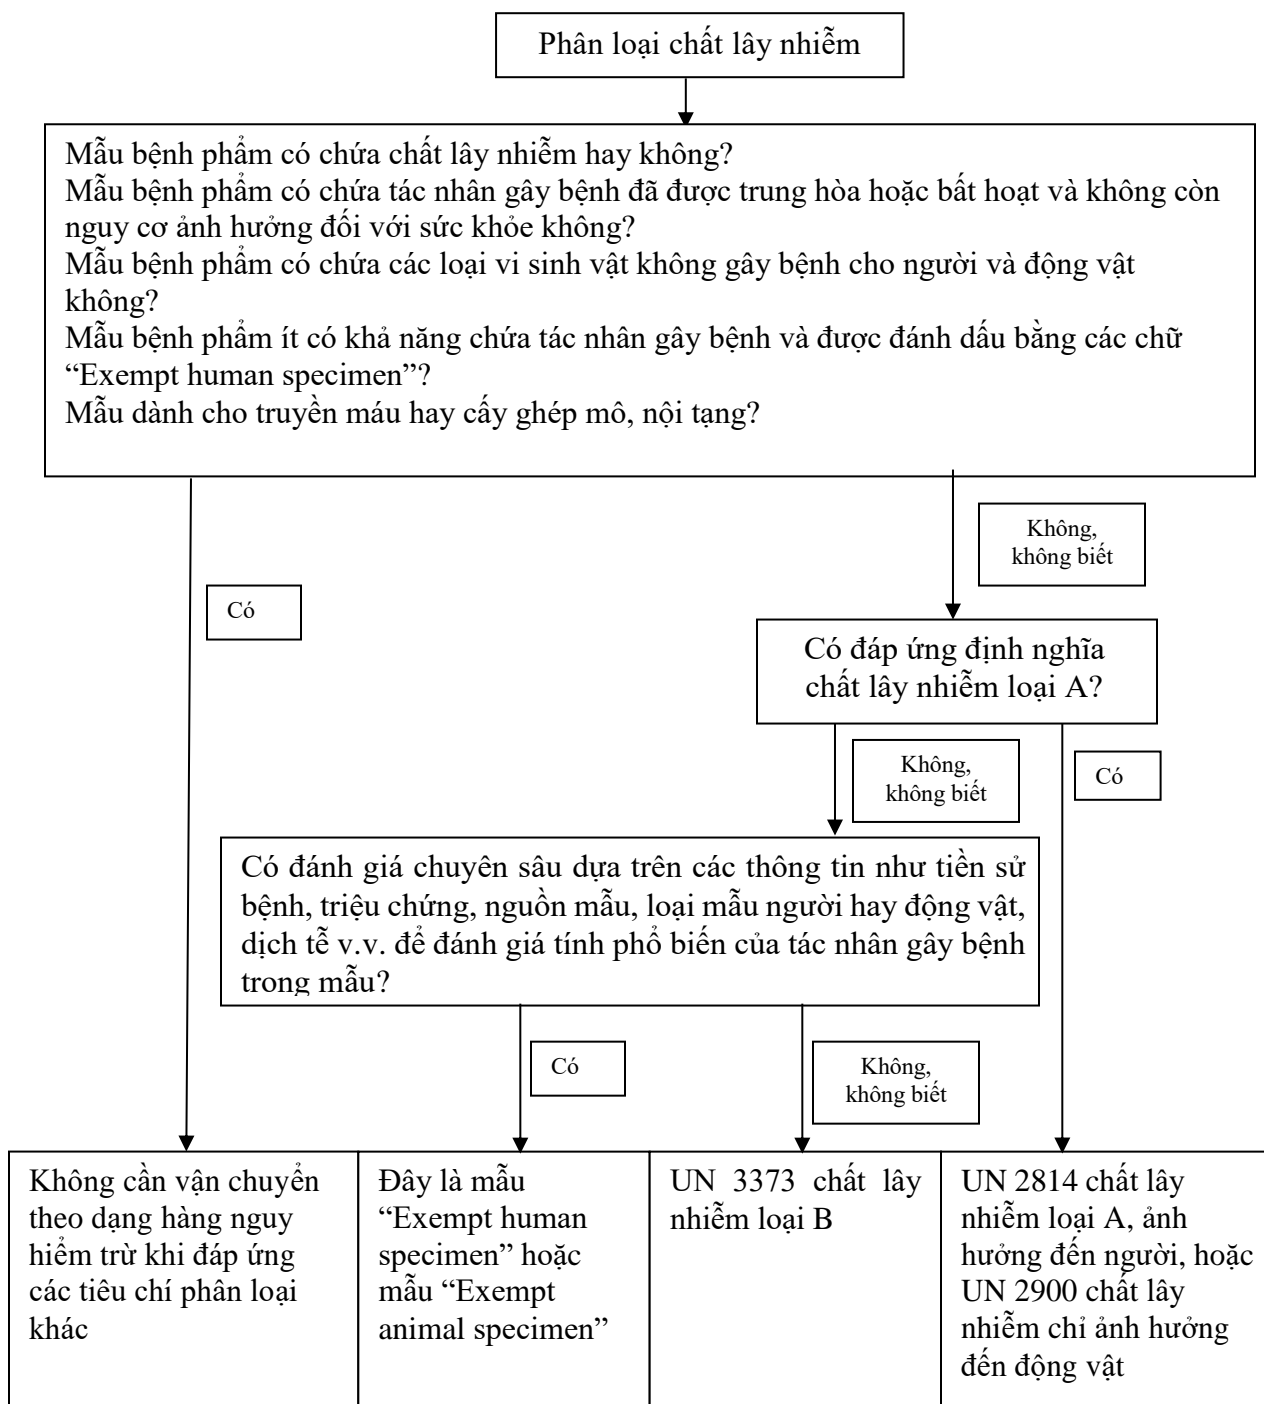 Phân loại chất lây nhiễm
Mẫu bệnh phẩm có chứa chất lây nhiễm hay không?
Mẫu bệnh phẩm có chứa tác nhân gây bệnh đã được trung hòa hoặc bất hoạt và không còn
nguy cơ ảnh hưởng đối với sức khỏe không?
Mẫu bệnh phẩm có chứa các loại vi sinh vật không gây bệnh cho người và động vật
không?
Mẫu bệnh phẩm ít có khả năng chứa tác nhân gây bệnh và được đánh dấu bằng các chữ
“Exempt human specimen”?
Mẫu dành cho truyền máu hay cấy ghép mô, nội tạng?
Không,
không biết
Có
Có đáp ứng định nghĩa
chất lây nhiễm loại A?
Không,
không biết
Có
Có đánh giá chuyên sâu dựa trên các thông tin như tiền sử
bệnh, triệu chứng, nguồn mẫu, loại mẫu người hay động vật,
dịch tễ v.v. để đánh giá tính phổ biến của tác nhân gây bệnh
trong mẫu?
Có
Không,
không biết
Không cần vận chuyển
theo dạng hàng nguy
hiểm trừ khi đáp ứng
các tiêu chí phân loại
khác
Đây là mẫu
“Exempt human
specimen” hoặc
mẫu “Exempt
animal specimen”
UN 3373 chất lây
nhiễm loại B
UN 2814 chất lây
nhiễm loại A, ảnh
hưởng đến người, hoặc
UN 2900 chất lây
nhiễm chỉ ảnh hưởng
đến động vật